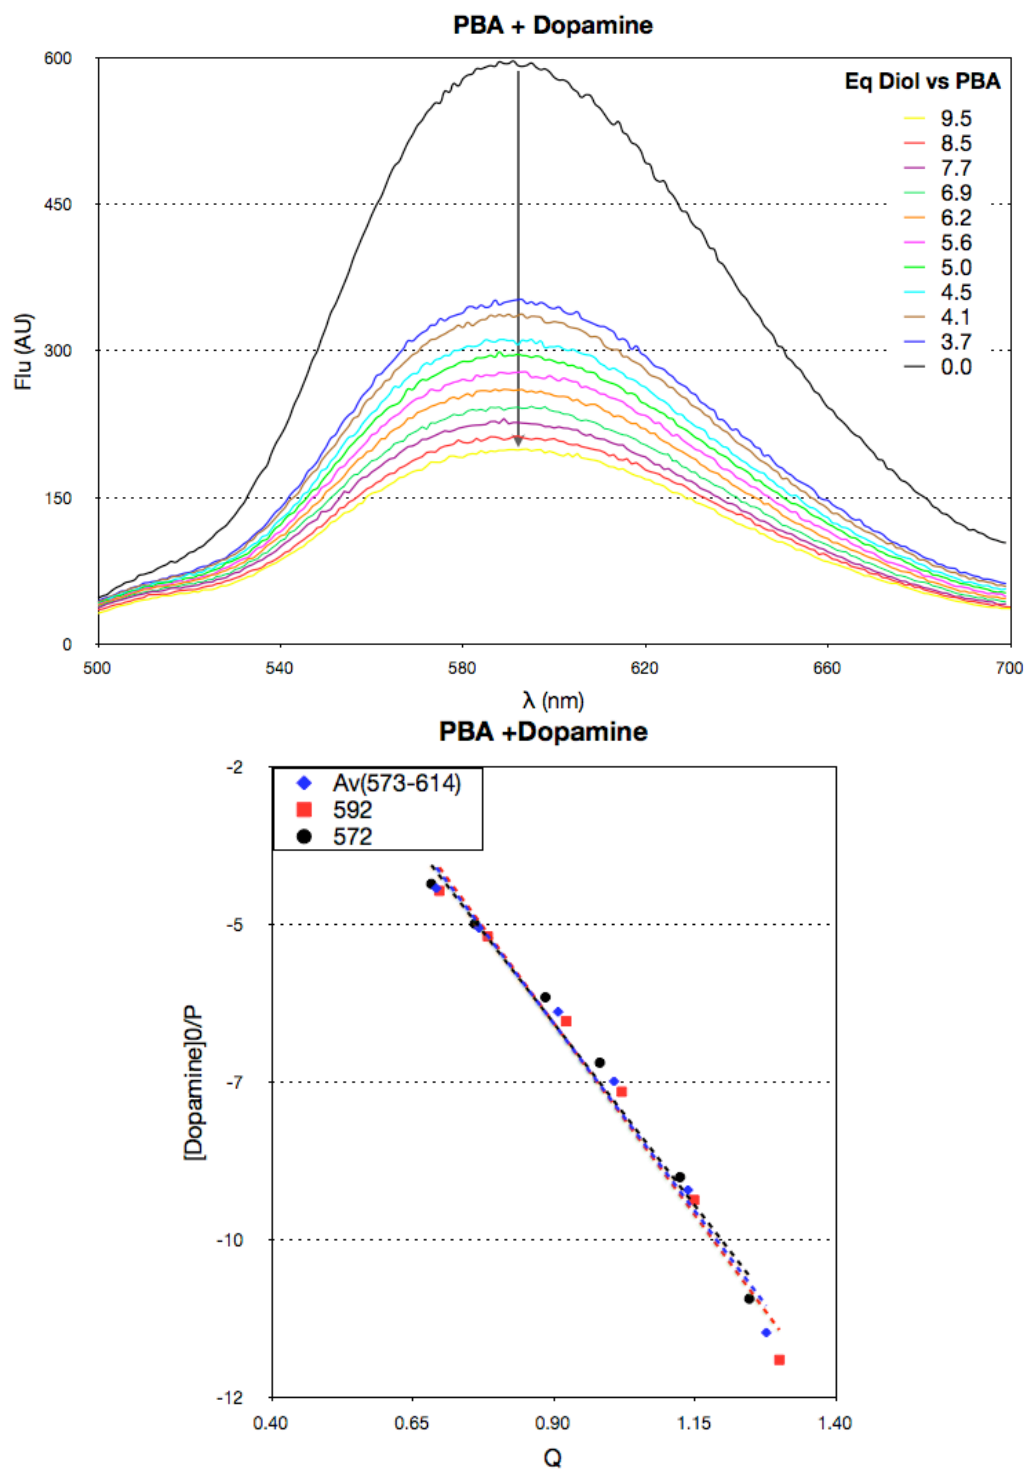 PBA + Dopamine
600
450
300
150
0
Flu (AU)
Eq Diol vs PBA
9.5
8.5
7.7
6.9
6.2
5.6
5.0
4.5
4.1
3.7
0.0
500 540 580 620 660 700
λ (nm)
PBA +Dopamine
Av(573-614)
592
572
-2
-5
-7
-10
-12
[Dopamine]0/P
0.40 0.65 0.90 1.15 1.40
Q